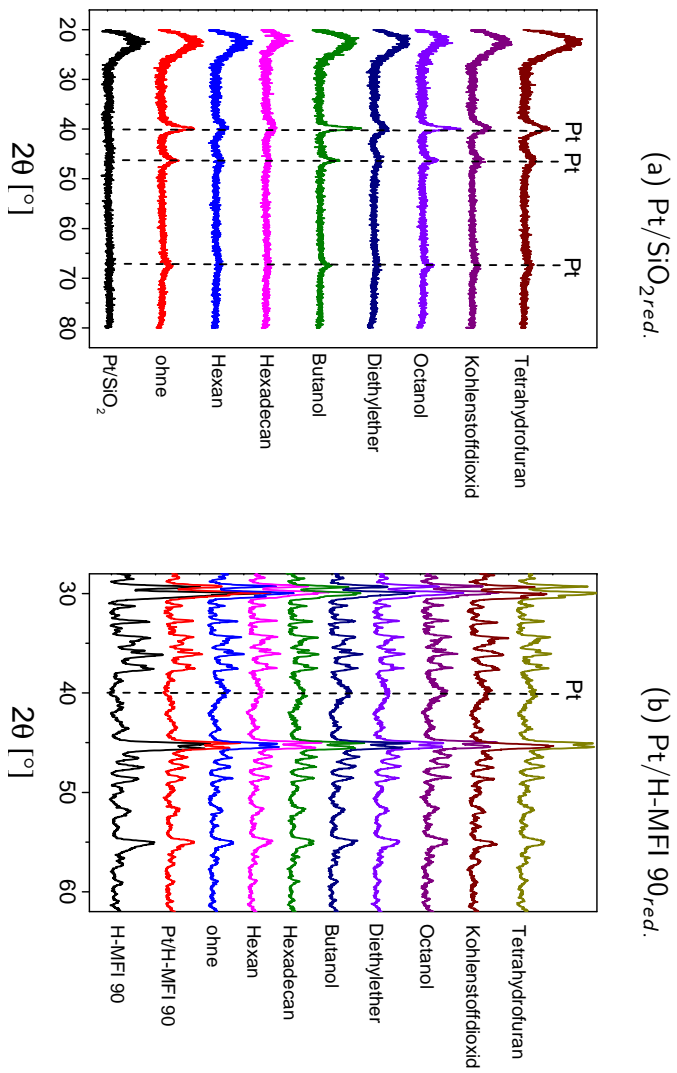 (a) Pt/SiO₂red.
Pt Pt Pt
Tetrahydrofuran
Kohlenstoffdioxid
Octanol
Diethylether
Butanol
Hexadecan
Hexan
ohne
Pt/SiO₂
20 30 40 50 60 70 80
2θ [°]
(b) Pt/H-MFI 90red.
Pt
Tetrahydrofuran
Kohlenstoffdioxid
Octanol
Diethylether
Butanol
Hexadecan
Hexan
ohne
Pt/H-MFI 90
H-MFI 90
30 40 50 60
2θ [°]